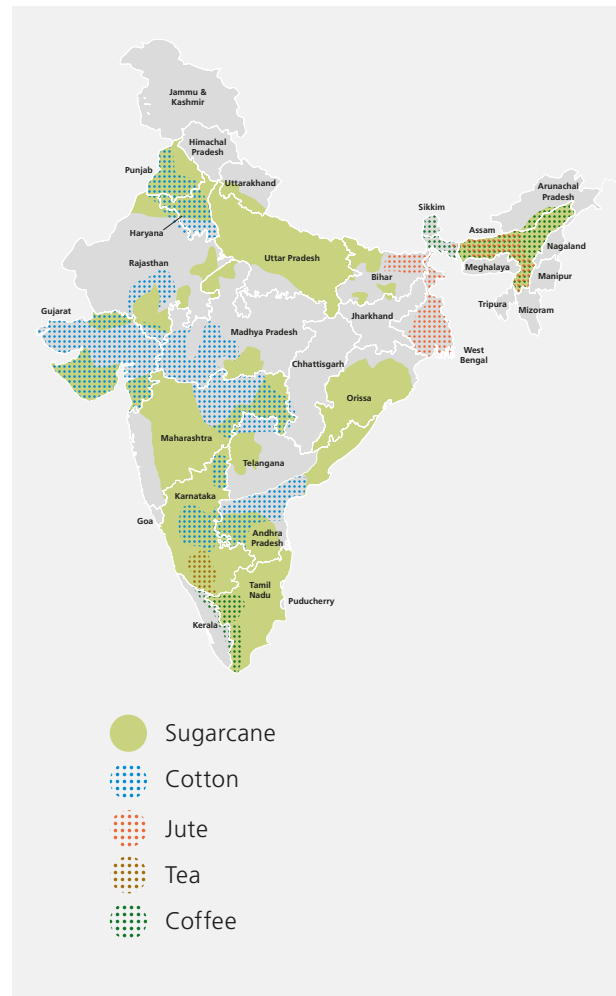 Jammu &
Kashmir
Himachal
Pradesh
Punjab
Uttarakhand
Arunachal
Pradesh
Sikkim
Assam
Haryana
Nagaland
Uttar Pradesh
Rajasthan
Bihar
Meghalaya
Manipur
Gujarat
Tripura
Mizoram
Jharkhand
Madhya Pradesh
West
Bengal
Chhattisgarh
Orissa
Maharashtra
Telangana
Karnataka
Goa
Andhra
Pradesh
Tamil
Nadu
Puducherry
Kerala
Sugarcane
Cotton
Jute
Tea
Coffee